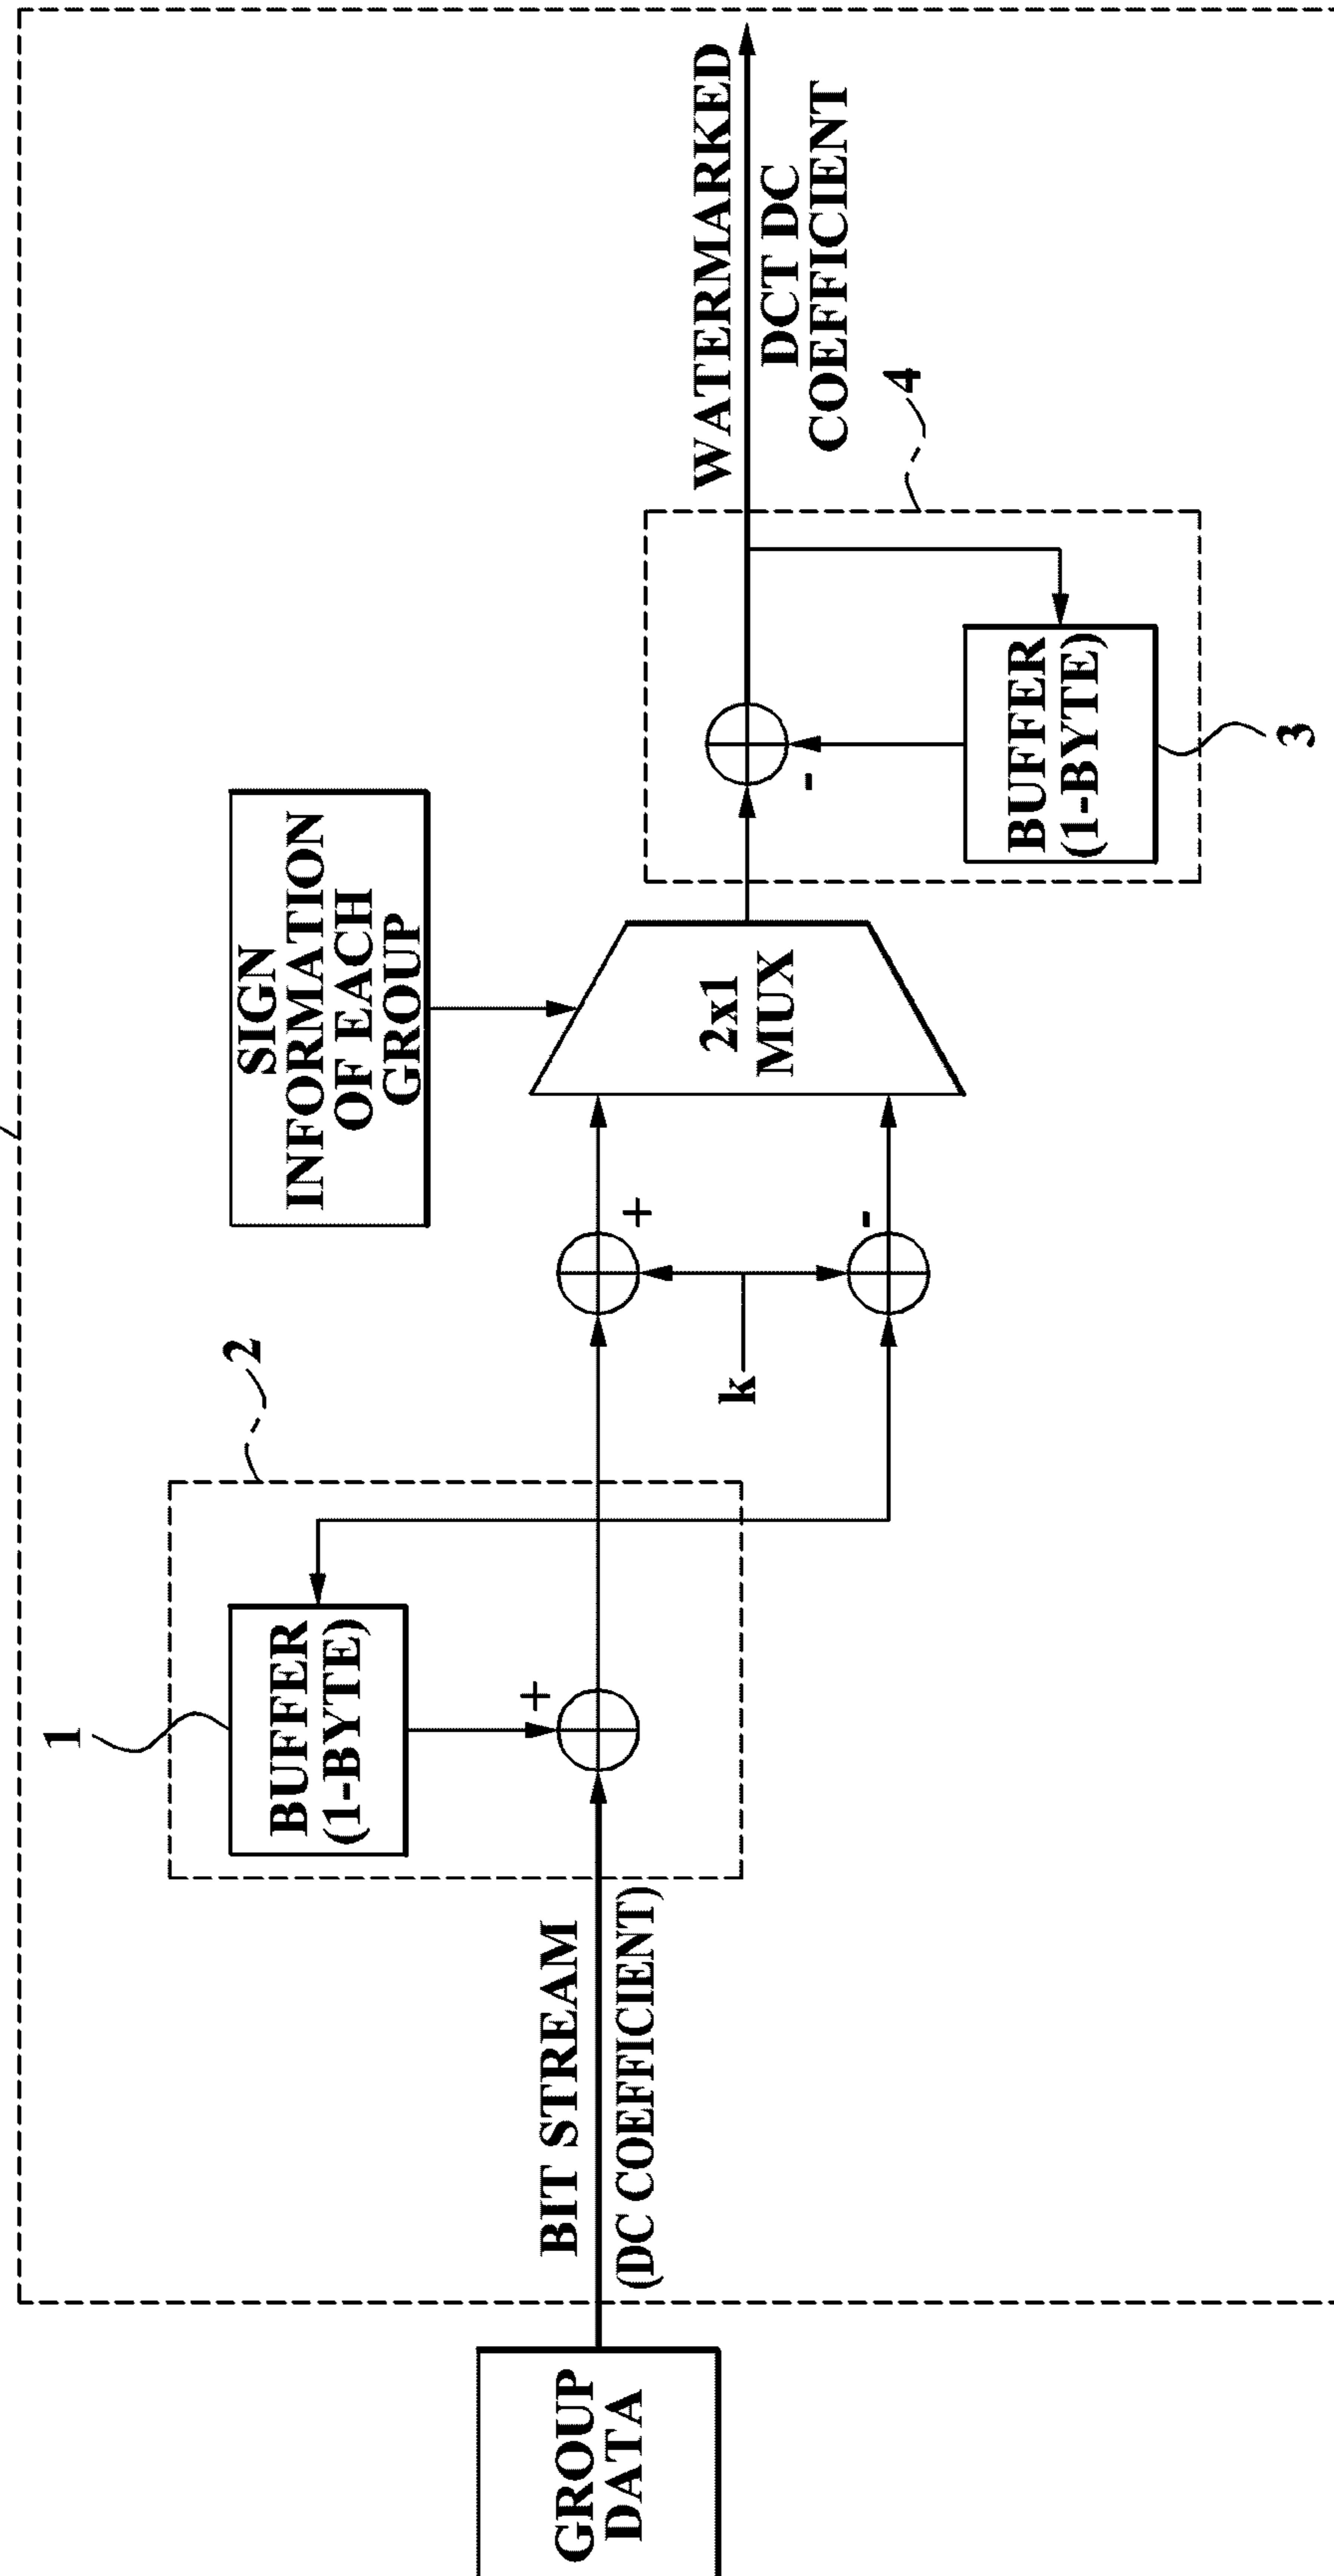 GROUP
DATA
BIT STREAM
(DC COEFFICIENT)
1
BUFFER
(1-BYTE)
+
2
k
+
-
SIGN
INFORMATION
OF EACH
GROUP
2x1
MUX
-
BUFFER
(1-BYTE)
3
4
WATERMARKED
DCT DC
COEFFICIENT